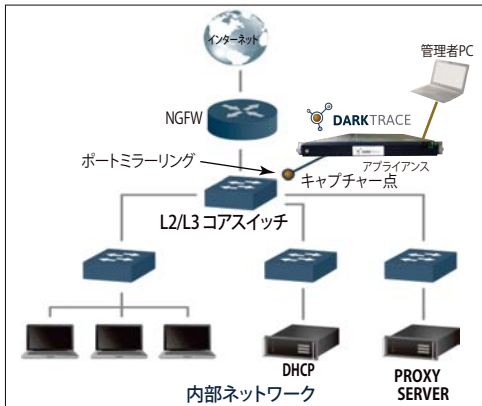 インターネット
管理者PC
NGFW
DARKTRACE
アプライアンス
ポートミラーリング
キャプチャー点
L2/L3 コアスイッチ
DHCP
PROXY
SERVER
内部ネットワーク